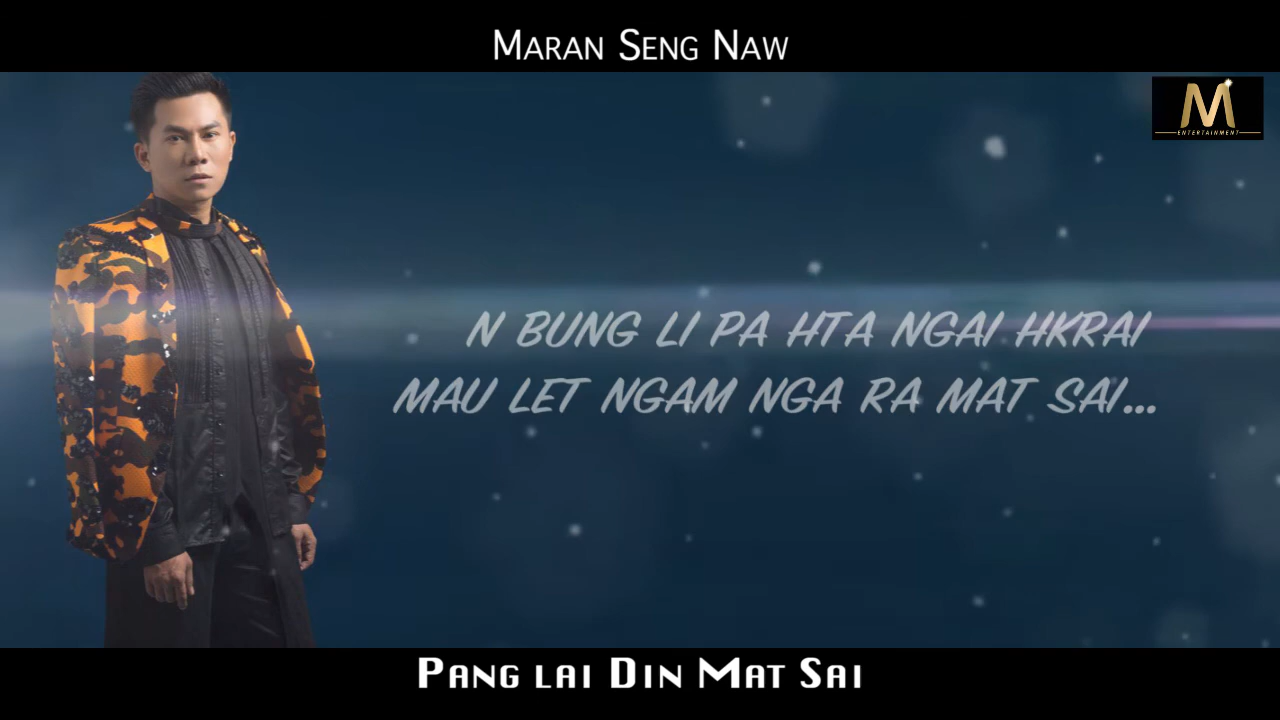 MARAN SENG NAW
M
ENTERTAINMENT
N BUNG LI PA HTA NGAI HKRAI
MAU LET NGAM NGA RA MAT SAI...
PANG LAI DIN MAT SAI